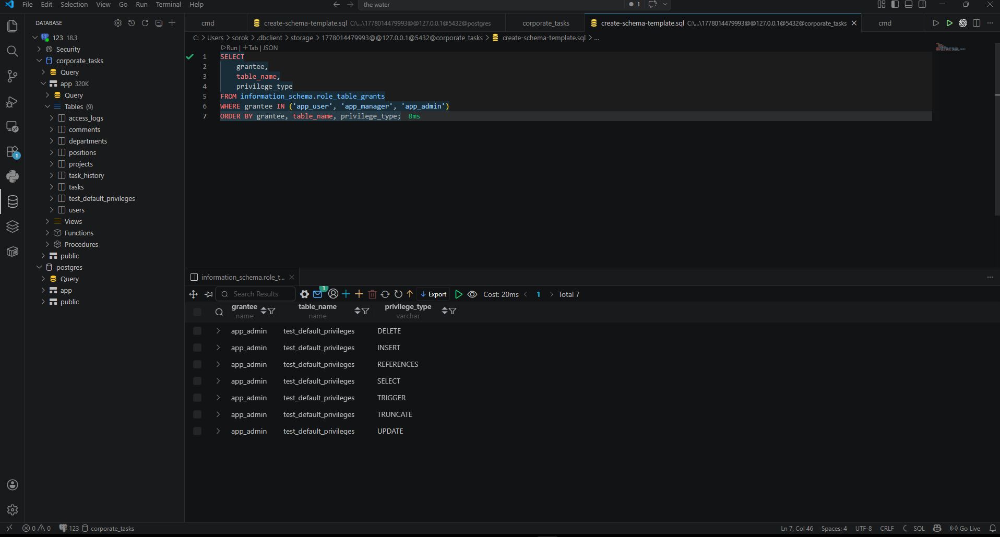 File Edit Selection View Go Run Terminal Help
the water
1
DATABASE
cmd
create-schema-template.sql C:\...\1778014479993@@127.0.0.1@5432@postgres
corporate_tasks
create-schema-template.sql C:\...\1778014479993@@127.0.0.1@5432@corporate_tasks
cmd
C: > Users > sorok > .dbclient > storage > 1778014479993@@127.0.0.1@5432@corporate_tasks > create-schema-template.sql > ...
123 18.3
Security
corporate_tasks
Query
app 320K
Query
Tables (9)
access_logs
comments
departments
positions
projects
task_history
tasks
test_default_privileges
users
Views
Functions
Procedures
public
postgres
Query
app
public
1
Run | Tab | JSON
1 SELECT
2 grantee,
3 table_name,
4 privilege_type
5 FROM information_schema.role_table_grants
6 WHERE grantee IN ('app_user', 'app_manager', 'app_admin')
7 ORDER BY grantee, table_name, privilege_type; 8ms
information_schema.role_t...
Search Results
1
Export
Cost: 20ms < 1 > Total 7
grantee table_name privilege_type
name name varchar
app_admin test_default_privileges DELETE
app_admin test_default_privileges INSERT
app_admin test_default_privileges REFERENCES
app_admin test_default_privileges SELECT
app_admin test_default_privileges TRIGGER
app_admin test_default_privileges TRUNCATE
app_admin test_default_privileges UPDATE
0 0 123 corporate_tasks
Ln 7, Col 46 Spaces: 4 UTF-8 CRLF SQL Go Live